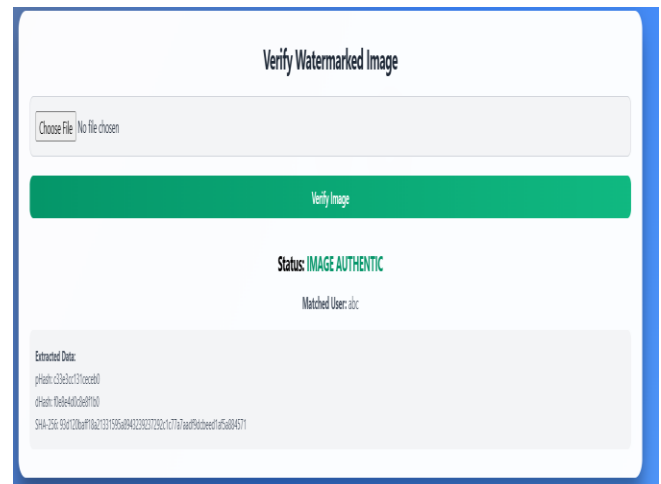 Verify Watermarked Image
Choose File No file chosen
Verify Image
Status: IMAGE AUTHENTIC
Matched User: abc
Extracted Data:
pHash: c33e3cc131ceceb0
dHash:
SHA-256: